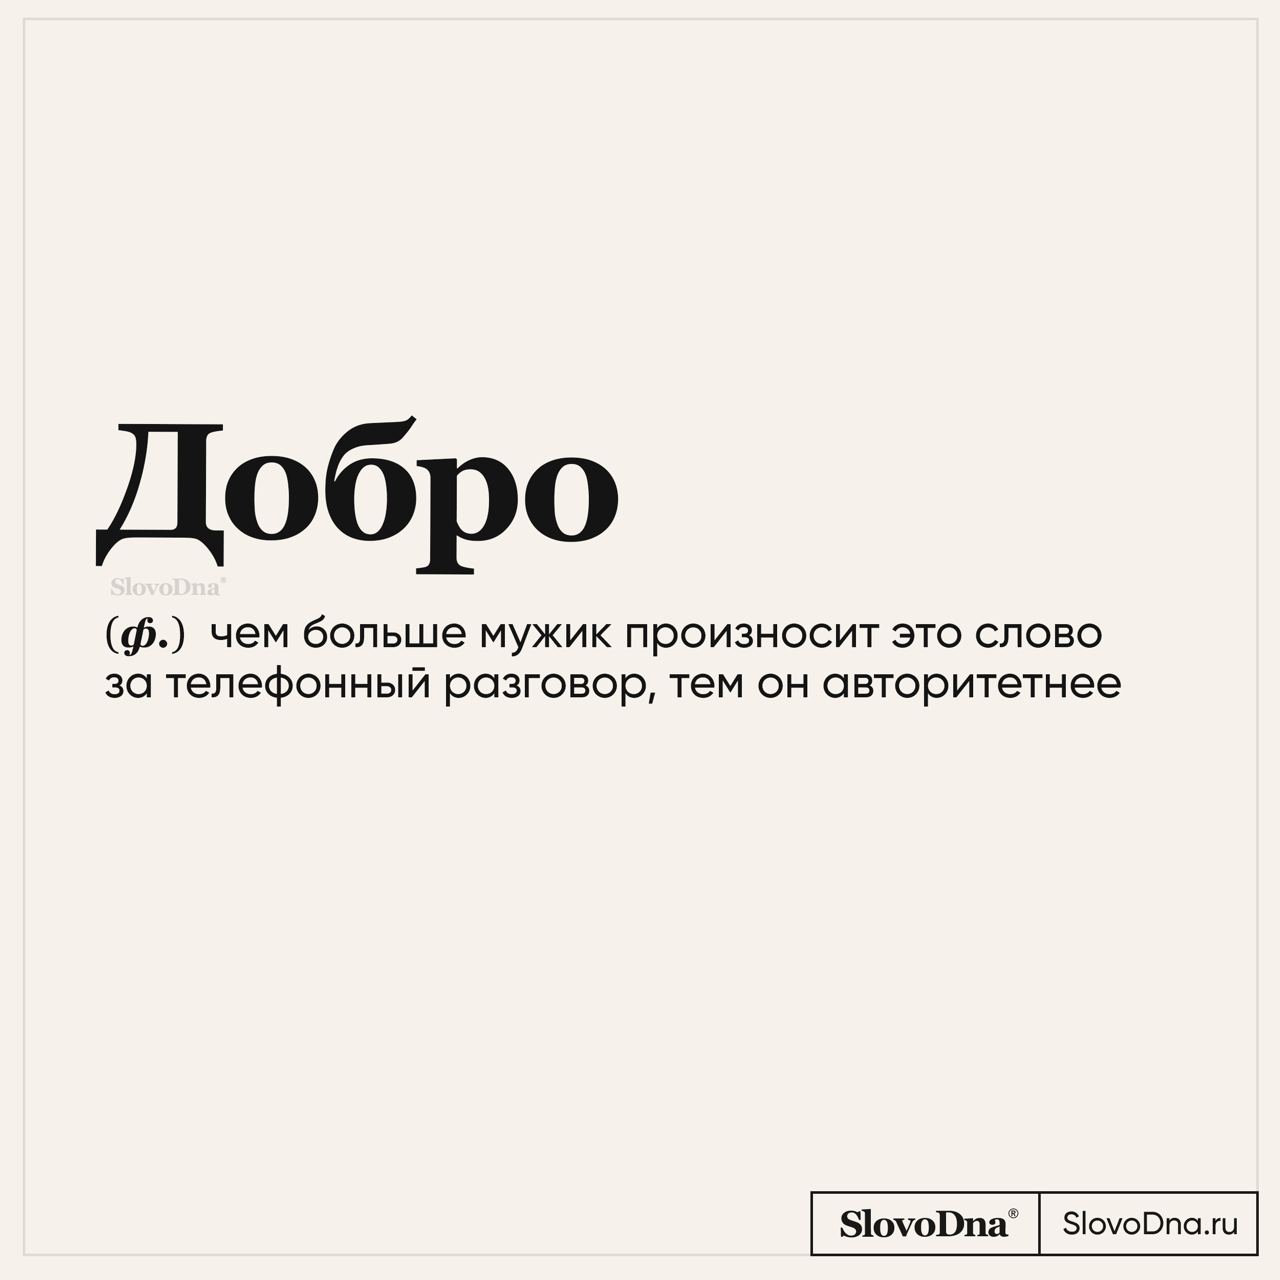 Добро
SlovoDna®
(ф.) чем больше мужик произносит это слово
за телефонный разговор, тем он авторитетнее
SlovoDna® SlovoDna.ru